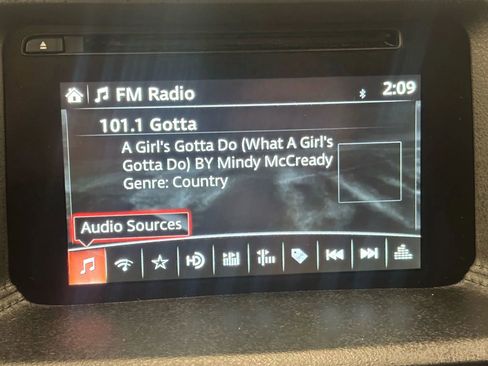 FM Radio 2:09
101.1 Gotta
A Girl's Gotta Do (What A Girl's
Gotta Do) BY Mindy McCready
Genre: Country
Audio Sources
HD